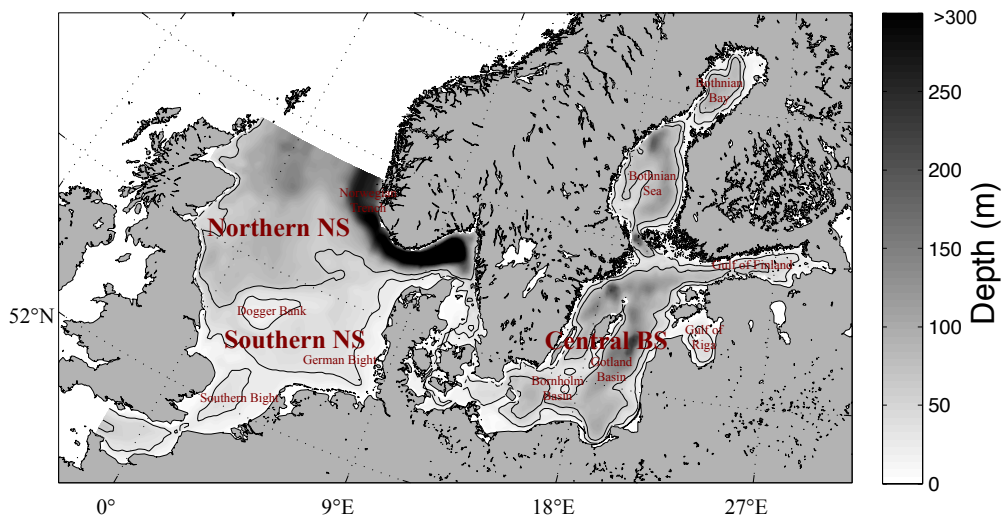 >300
Bothnian
Bay
Bothnian
Sea
Norwegian
Trench
Northern NS
Gulf of Finland
Dogger Bank
52°N
Southern NS
Central BS
Gulf of
Riga
German Bight
Gotland
Basin
Bornholm
Basin
Southern Bight
0°
9°E
18°E
27°E
250
200
150
100
50
0
Depth (m)